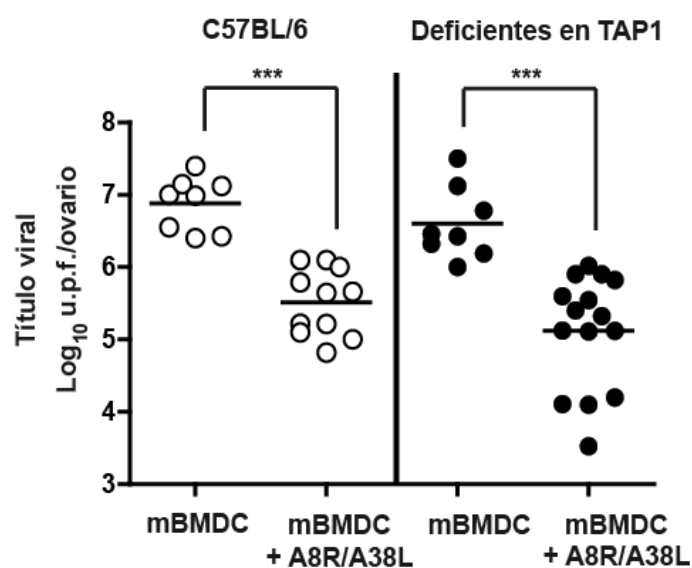 C57BL/6
Deficientes en TAP1
***
***
8
7
6
5
4
3
Título viral
Log10 u.p.f./ovario
mBMDC
mBMDC
+ A8R/A38L
mBMDC
mBMDC
+ A8R/A38L